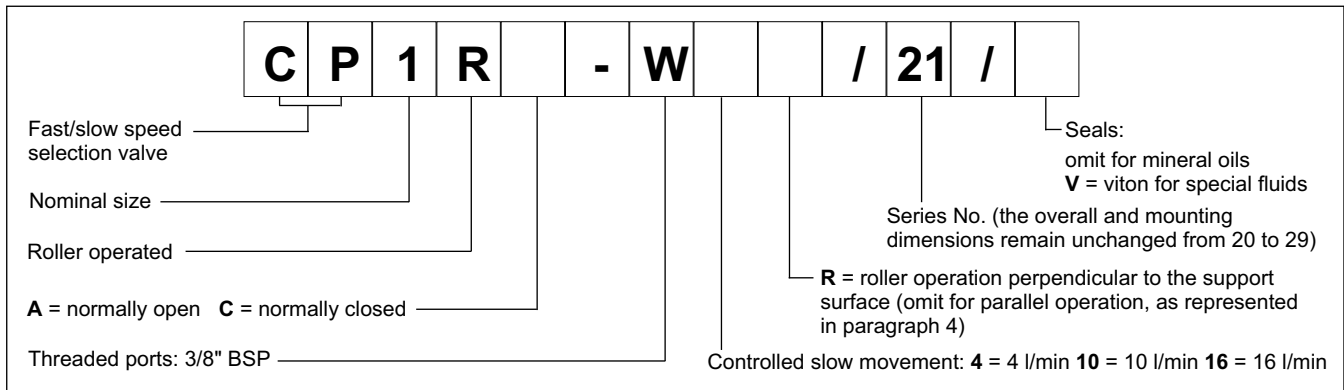 C P 1 R - W / 21 /
Fast/slow speed
selection valve
Nominal size
Roller operated
A = normally open C = normally closed
Threaded ports: 3/8" BSP
Seals:
omit for mineral oils
V = viton for special fluids
Series No. (the overall and mounting
dimensions remain unchanged from 20 to 29)
R = roller operation perpendicular to the support
surface (omit for parallel operation, as represented
in paragraph 4)
Controlled slow movement: 4 = 4 l/min 10 = 10 l/min 16 = 16 l/min